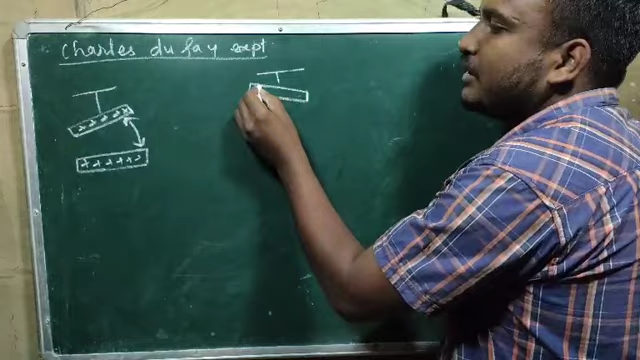 Charles du fay expt
+ + + + +
+ + + + + +